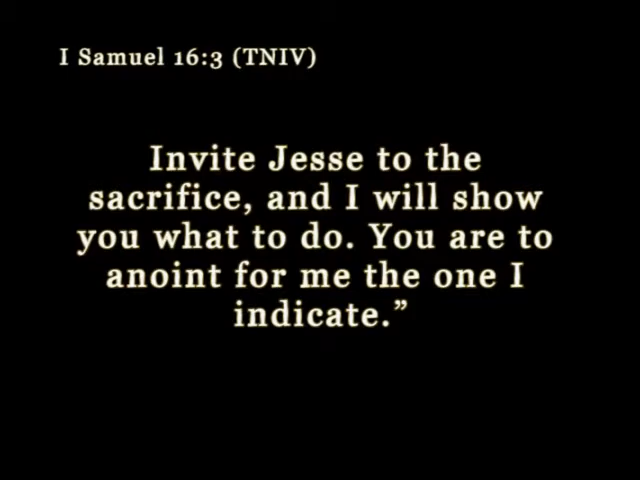 I Samuel 16:3 (TNIV)
Invite Jesse to the
sacrifice, and I will show
you what to do. You are to
anoint for me the one I
indicate.”